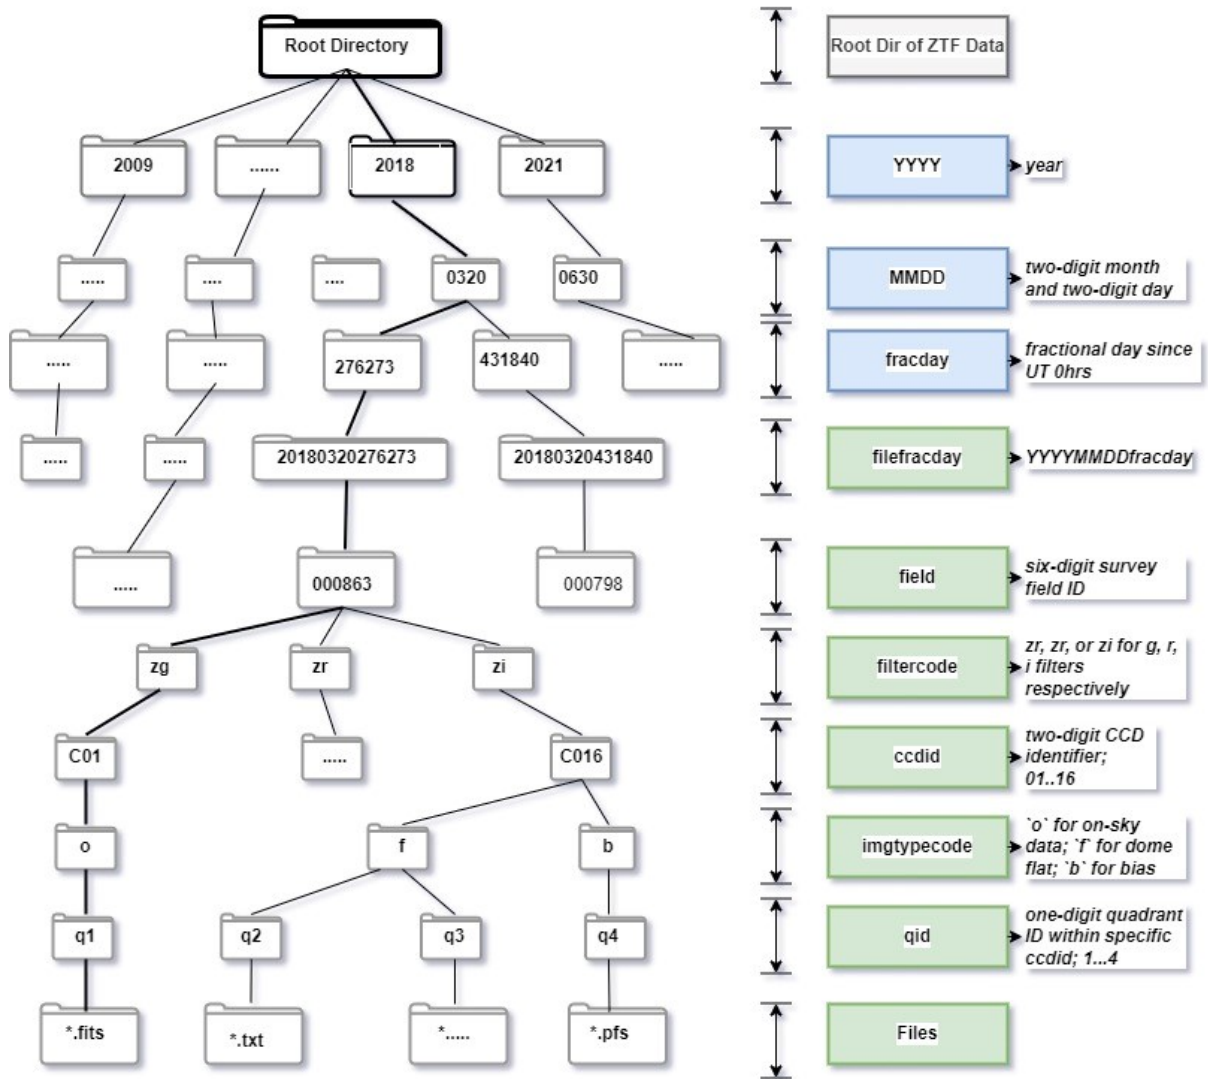 Root Directory
Root Dir of ZTF Data
2009
......
2018
2021
YYYY
year
.....
....
....
0320
0630
MMDD
two-digit month
and two-digit day
.....
.....
276273
431840
.....
fracday
fractional day since
UT 0hrs
.....
.....
20180320276273
20180320431840
filefracday
YYYYMMDDfracday
.....
000863
000798
field
six-digit survey
field ID
zg
zr
zi
filtercode
zr, zr, or zi for g, r,
i filters
respectively
C01
.....
C016
ccdid
two-digit CCD
identifier;
01..16
o
f
b
imgtypecode
`o` for on-sky
data; `f` for dome
flat; `b` for bias
q1
q2
q3
q4
qid
one-digit quadrant
ID within specific
ccdid; 1...4
*.fits
*.txt
*.....
*.pfs
Files